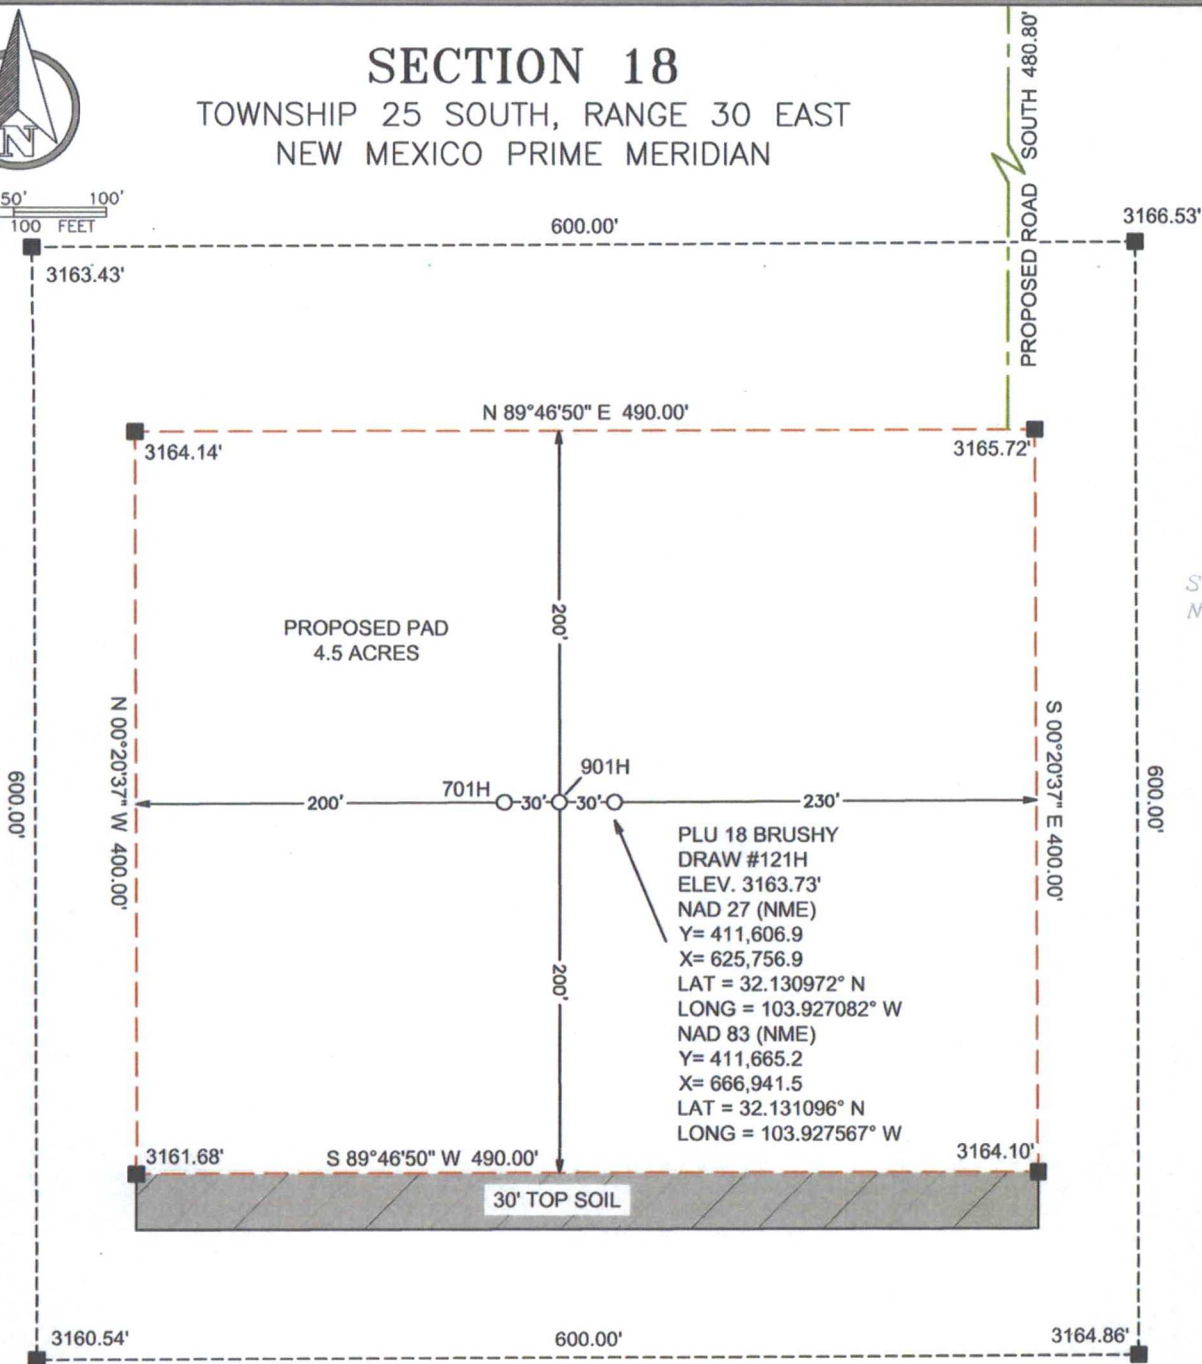 SECTION 18
TOWNSHIP 25 SOUTH, RANGE 30 EAST
NEW MEXICO PRIME MERIDIAN
N
50' 100'
100 FEET
PROPOSED ROAD SOUTH 480.80'
600.00'
3166.53'
3163.43'
N 89°46'50" E 490.00'
3164.14'
3165.72'
PROPOSED PAD
4.5 ACRES
200'
600.00'
N 00°20'37" W 400.00'
S 00°20'37" E 400.00'
600.00'
901H
701H
200'
30'
30'
230'
PLU 18 BRUSHY
DRAW #121H
ELEV. 3163.73'
NAD 27 (NME)
Y= 411,606.9
X= 625,756.9
LAT = 32.130972° N
LONG = 103.927082° W
NAD 83 (NME)
Y= 411,665.2
X= 666,941.5
LAT = 32.131096° N
LONG = 103.927567° W
200'
3161.68'
S 89°46'50" W 490.00'
3164.10'
30' TOP SOIL
3160.54'
600.00'
3164.86'